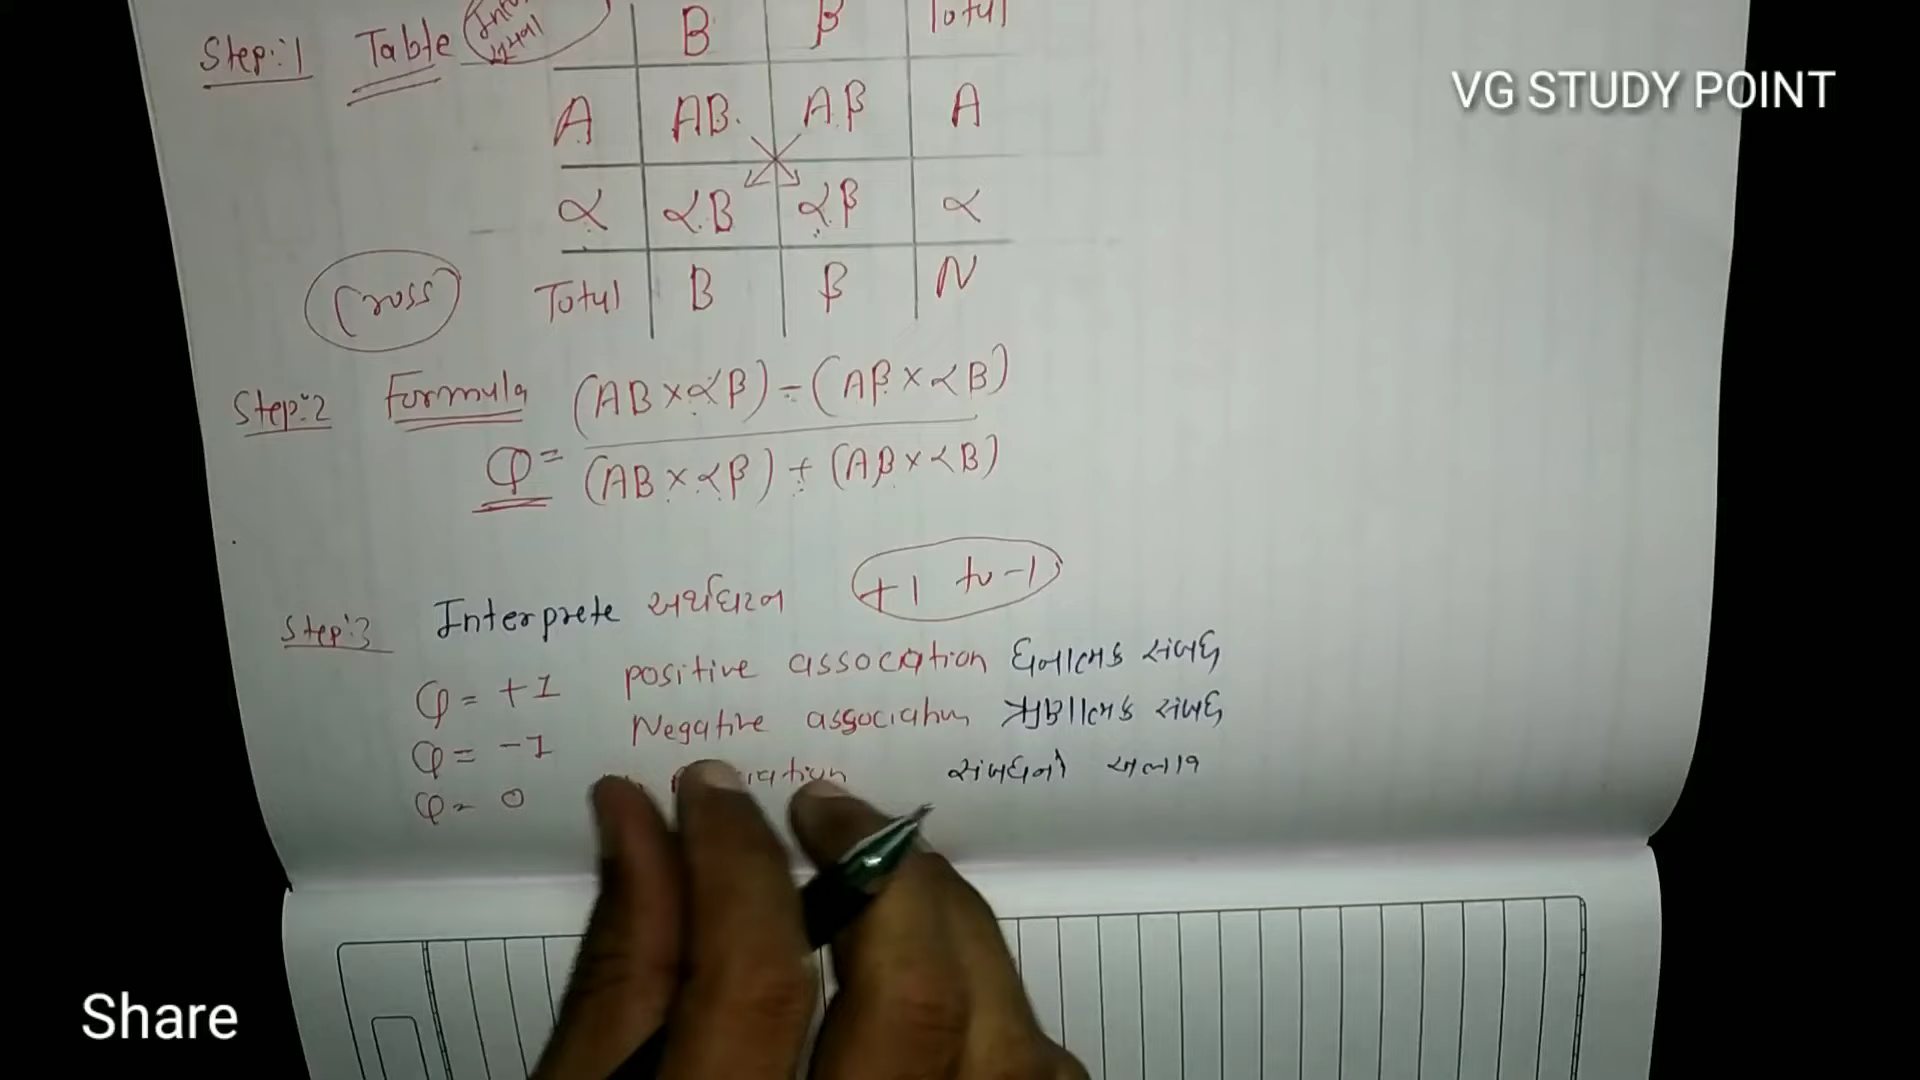 B β Total
Step:1 Table
A AB. Aβ A
α αB αβ α
Total B β N
Cross
Step:2 Formula (AB × αβ) - (Aβ × αB)
φ = (AB × αβ) + (Aβ × αB)
+1 to -1
Step:3 Interprete અર્થઘટન
φ = +1 positive association ધનાત્મક સંબંધ
φ = -1 Negative association ઋણાત્મક સંબંધ
φ = 0 સંબંધનો અભાવ
VG STUDY POINT
Share